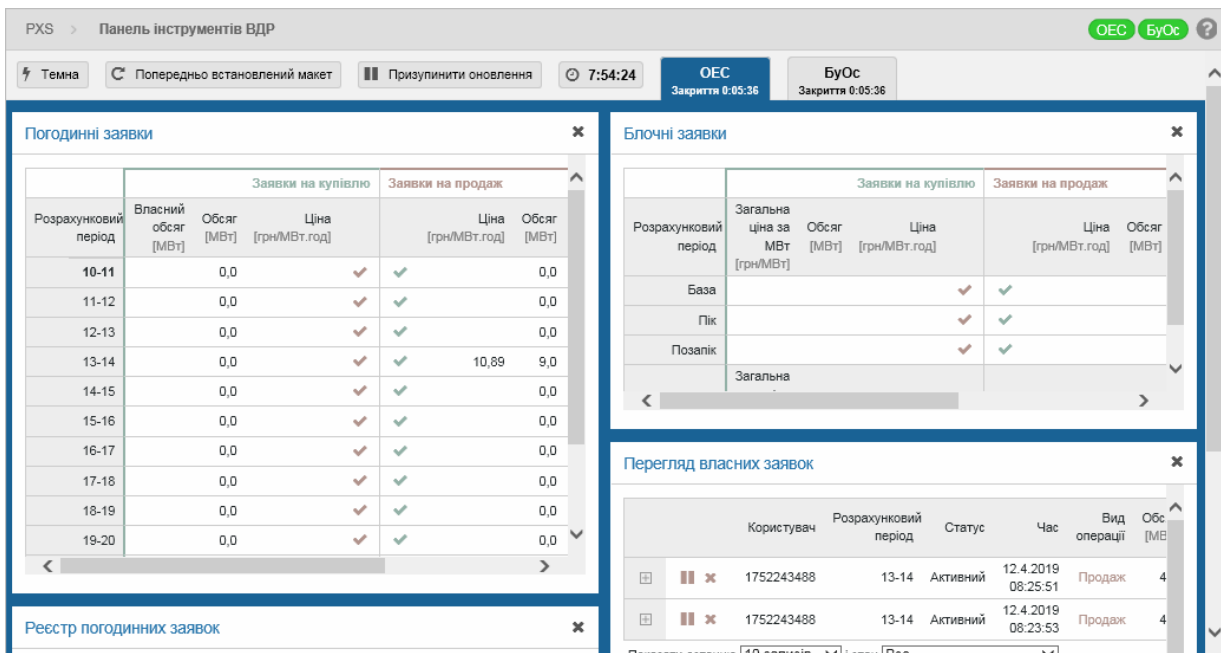 PXS > Панель інструментів ВДР
ОЕС БуОс ?
Темна Попередньо встановлений макет Призупинити оновлення 7:54:24
ОЕС
Закриття 0:05:36
БуОс
Закриття 0:05:36
Погодинні заявки
Заявки на купівлю Заявки на продаж
Розрахунковий період
Власний обсяг [МВт]
Обсяг [МВт]
Ціна [грн/МВт.год]
Ціна [грн/МВт.год]
Обсяг [МВт]
10-11 0,0 0,0
11-12 0,0 0,0
12-13 0,0 0,0
13-14 0,0 10,89 9,0
14-15 0,0 0,0
15-16 0,0 0,0
16-17 0,0 0,0
17-18 0,0 0,0
18-19 0,0 0,0
19-20 0,0 0,0
Реєстр погодинних заявок
Блочні заявки
Заявки на купівлю Заявки на продаж
Розрахунковий період
Загальна ціна за МВт [грн/МВт]
Обсяг [МВт]
Ціна [грн/МВт.год]
Ціна [грн/МВт.год]
Обсяг [МВт]
База
Пік
Позапік
Загальна
Перегляд власних заявок
Користувач
Розрахунковий період
Статус
Час
Вид операції
1752243488 13-14 Активний 12.4.2019 08:25:51 Продаж 4
1752243488 13-14 Активний 12.4.2019 08:23:53 Продаж 4